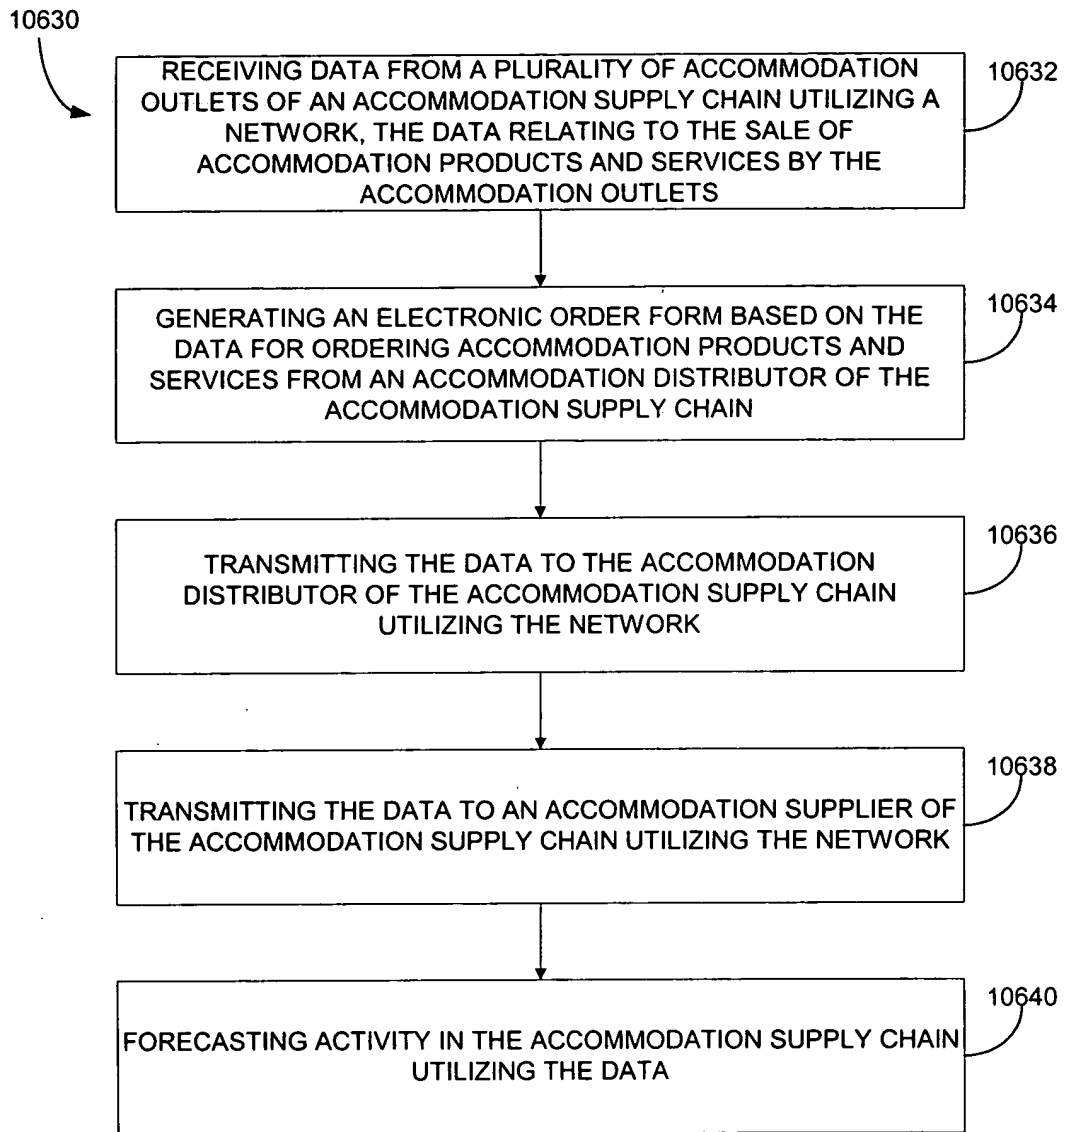 10630
RECEIVING DATA FROM A PLURALITY OF ACCOMMODATION
OUTLETS OF AN ACCOMMODATION SUPPLY CHAIN UTILIZING A
NETWORK, THE DATA RELATING TO THE SALE OF
ACCOMMODATION PRODUCTS AND SERVICES BY THE
ACCOMMODATION OUTLETS
10632
GENERATING AN ELECTRONIC ORDER FORM BASED ON THE
DATA FOR ORDERING ACCOMMODATION PRODUCTS AND
SERVICES FROM AN ACCOMMODATION DISTRIBUTOR OF THE
ACCOMMODATION SUPPLY CHAIN
10634
TRANSMITTING THE DATA TO THE ACCOMMODATION
DISTRIBUTOR OF THE ACCOMMODATION SUPPLY CHAIN
UTILIZING THE NETWORK
10636
TRANSMITTING THE DATA TO AN ACCOMMODATION SUPPLIER OF
THE ACCOMMODATION SUPPLY CHAIN UTILIZING THE NETWORK
10638
FORECASTING ACTIVITY IN THE ACCOMMODATION SUPPLY CHAIN
UTILIZING THE DATA
10640